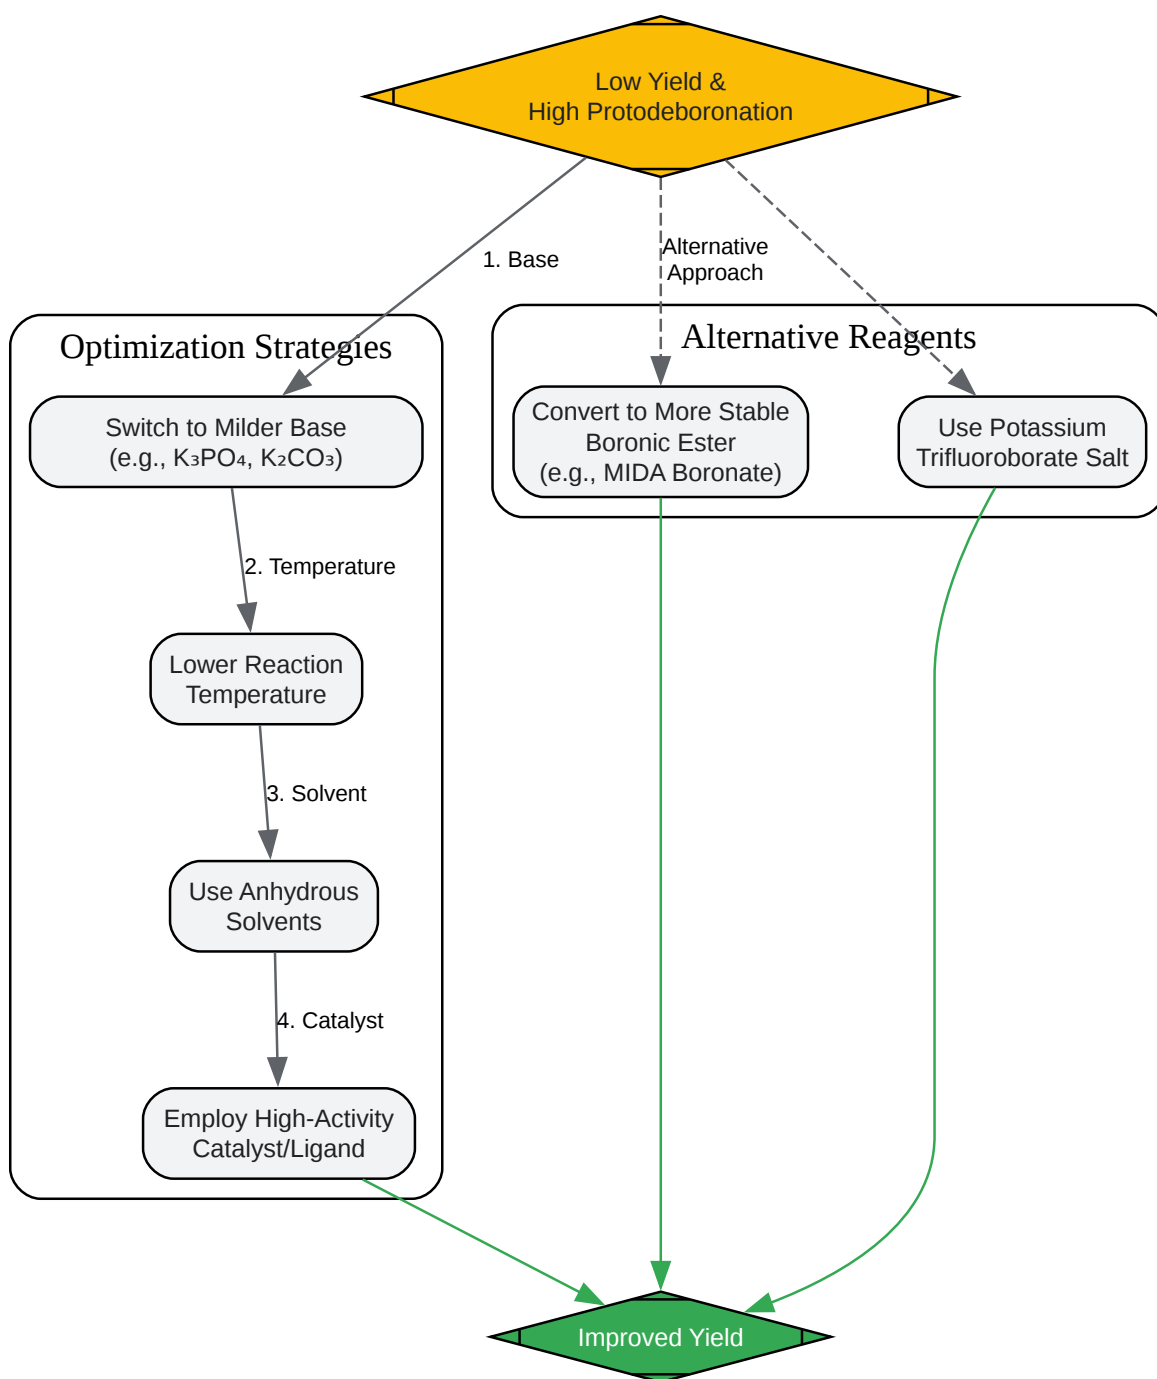 Low Yield &
High Protodeboronation
1. Base
Alternative
Approach
Optimization Strategies
Alternative Reagents
Switch to Milder Base
(e.g., K₃PO₄, K₂CO₃)
Convert to More Stable
Boronic Ester
(e.g., MIDA Boronate)
Use Potassium
Trifluoroborate Salt
2. Temperature
Lower Reaction
Temperature
3. Solvent
Use Anhydrous
Solvents
4. Catalyst
Employ High-Activity
Catalyst/Ligand
Improved Yield